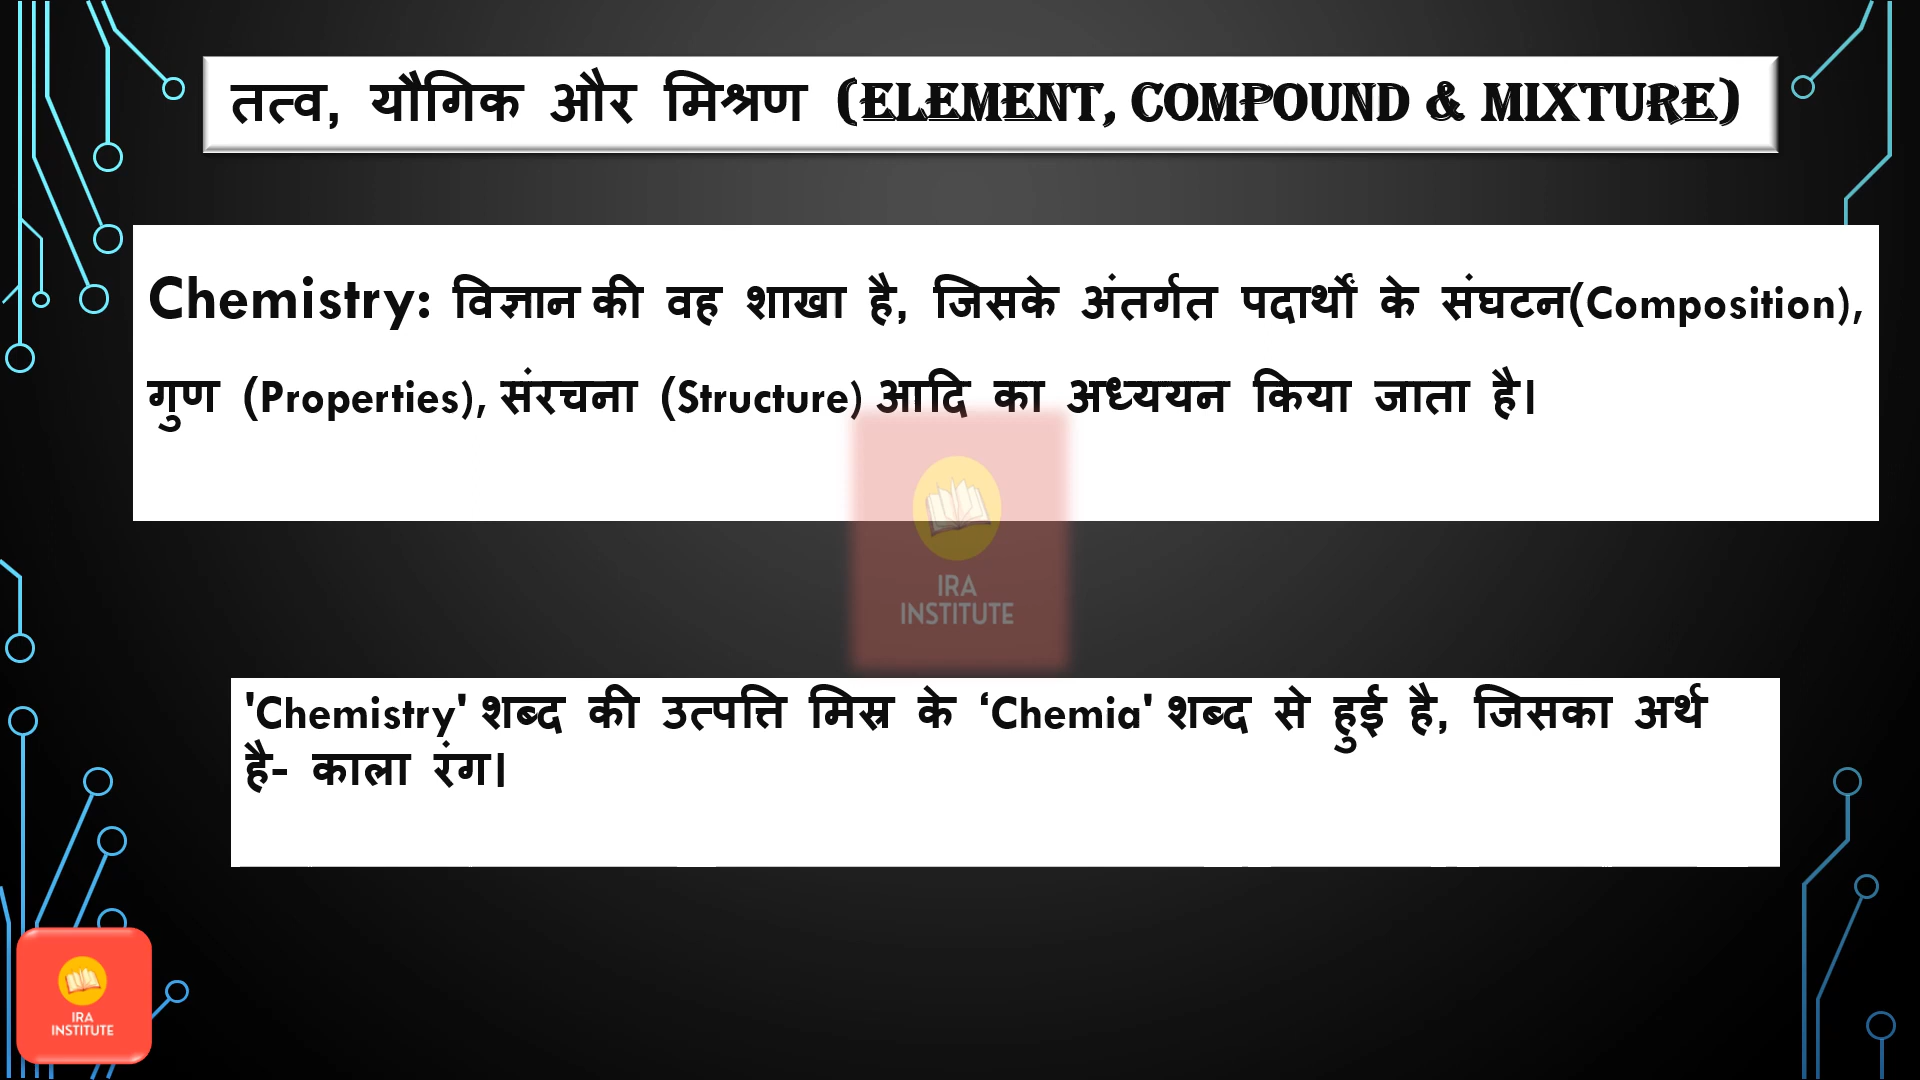 तत्व, यौगिक और मिश्रण (ELEMENT, COMPOUND & MIXTURE)
Chemistry: विज्ञान की वह शाखा है, जिसके अंतर्गत पदार्थों के संघटन(Composition),
गुण (Properties), संरचना (Structure) आदि का अध्ययन किया जाता है।
IRA
INSTITUTE
'Chemistry' शब्द की उत्पत्ति मिस्र के ‘Chemia' शब्द से हुई है, जिसका अर्थ
है- काला रंग।
IRA
INSTITUTE